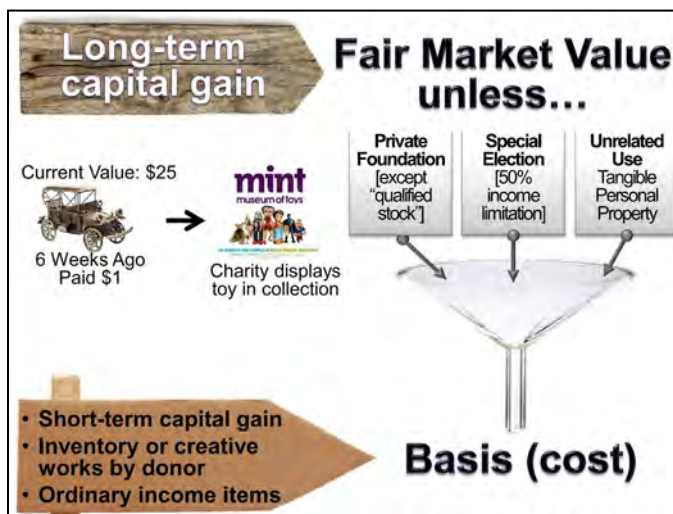 Long-term
capital gain
Fair Market Value
unless...
Private
Foundation
[except
"qualified
stock"]
Special
Election
[50%
income
limitation]
Unrelated
Use
Tangible
Personal
Property
Current Value: $25
6 Weeks Ago
Paid $1
mint
museum of toys
Charity displays
toy in collection
• Short-term capital gain
• Inventory or creative
works by donor
• Ordinary income items
Basis (cost)